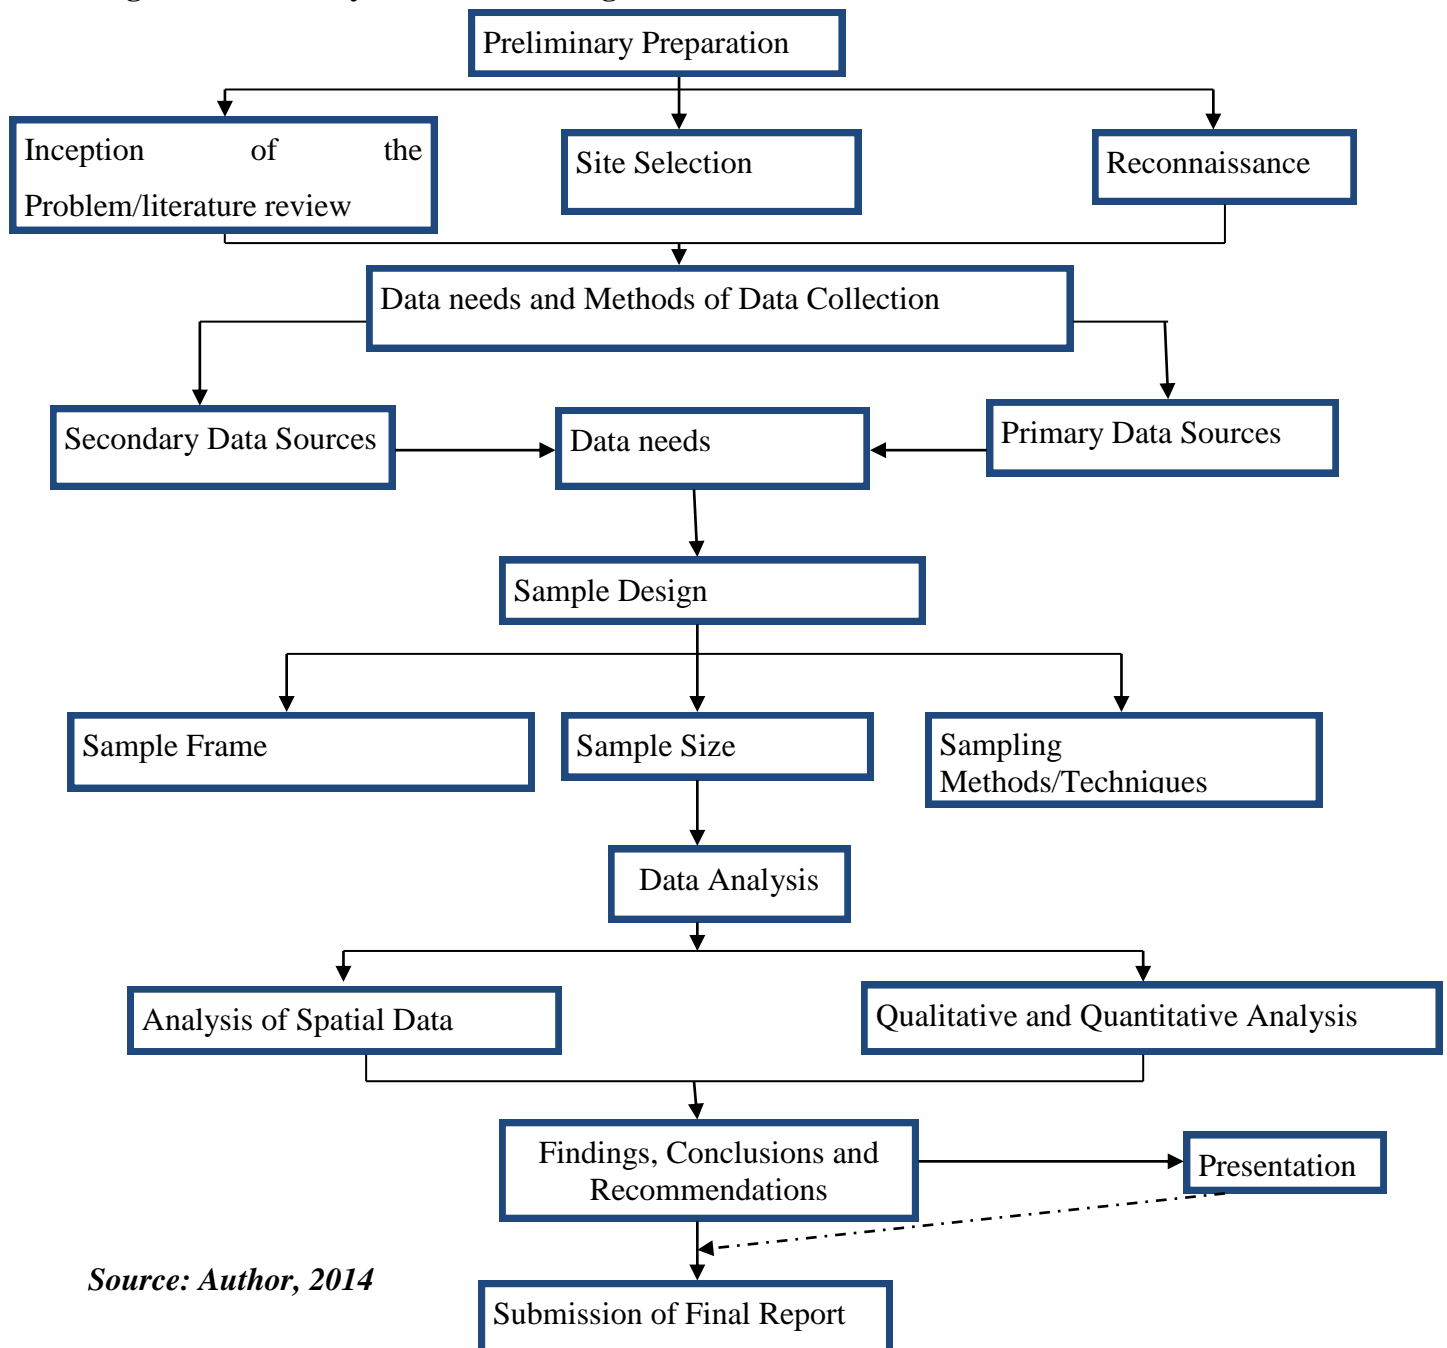 Preliminary Preparation
Inception of the
Problem/literature review
Site Selection
Reconnaissance
Data needs and Methods of Data Collection
Secondary Data Sources
Data needs
Primary Data Sources
Sample Design
Sample Frame
Sample Size
Sampling
Methods/Techniques
Data Analysis
Analysis of Spatial Data
Qualitative and Quantitative Analysis
Findings, Conclusions and
Recommendations
Presentation
Source: Author, 2014
Submission of Final Report